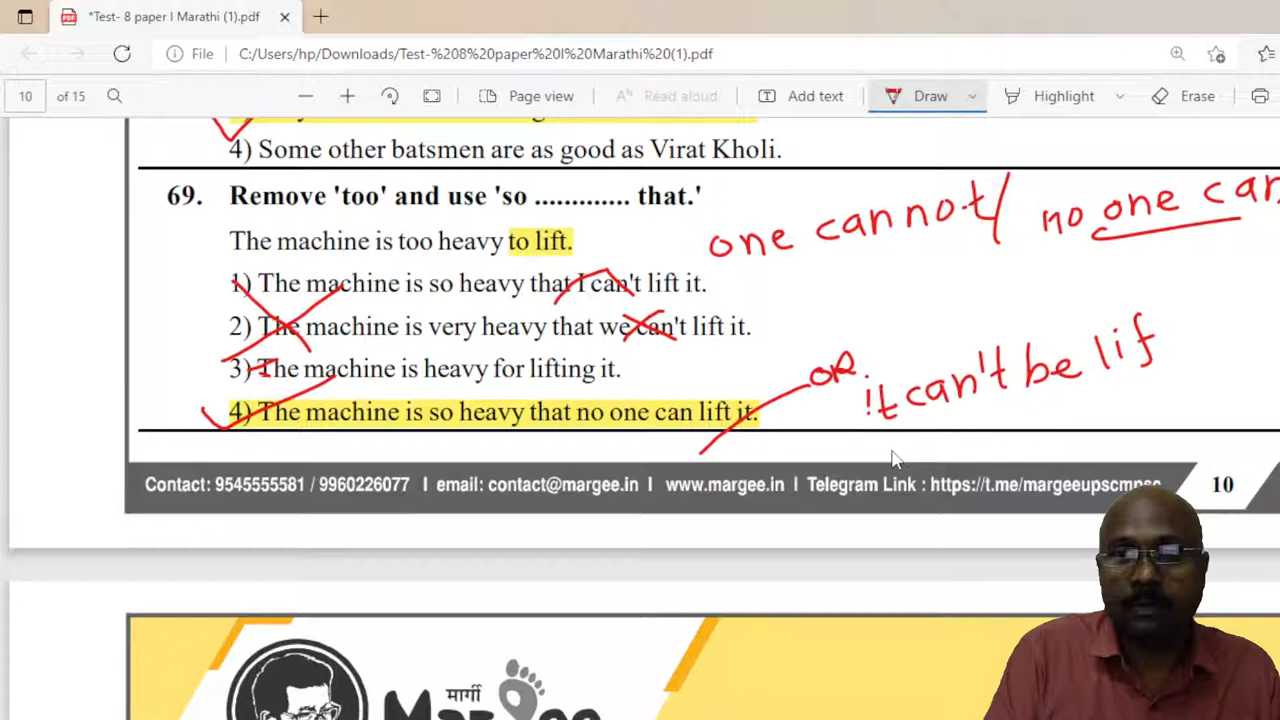 *Test- 8 paper I Marathi (1).pdf
File C:/Users/hp/Downloads/Test-%208%20paper%20I%20Marathi%20(1).pdf
10 of 15 Page view Read aloud Add text Draw Highlight Erase
4) Some other batsmen are as good as Virat Kholi.
69. Remove 'too' and use 'so ............. that.'
one cannot/ no one can
The machine is too heavy to lift.
1) The machine is so heavy that I can't lift it.
2) The machine is very heavy that we can't lift it.
OR it can't be lif
3) The machine is heavy for lifting it.
4) The machine is so heavy that no one can lift it.
Contact: 9545555581 / 9960226077 I email: contact@margee.in I www.margee.in I Telegram Link : https://t.me/margeeupscmpsc 10
मार्गी
Margee